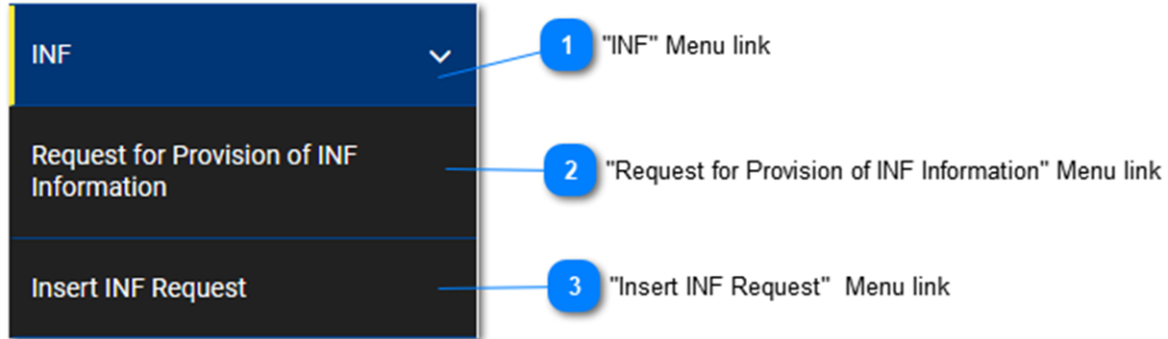 INF
1 "INF" Menu link
Request for Provision of INF
Information
2 "Request for Provision of INF Information" Menu link
Insert INF Request
3 "Insert INF Request" Menu link